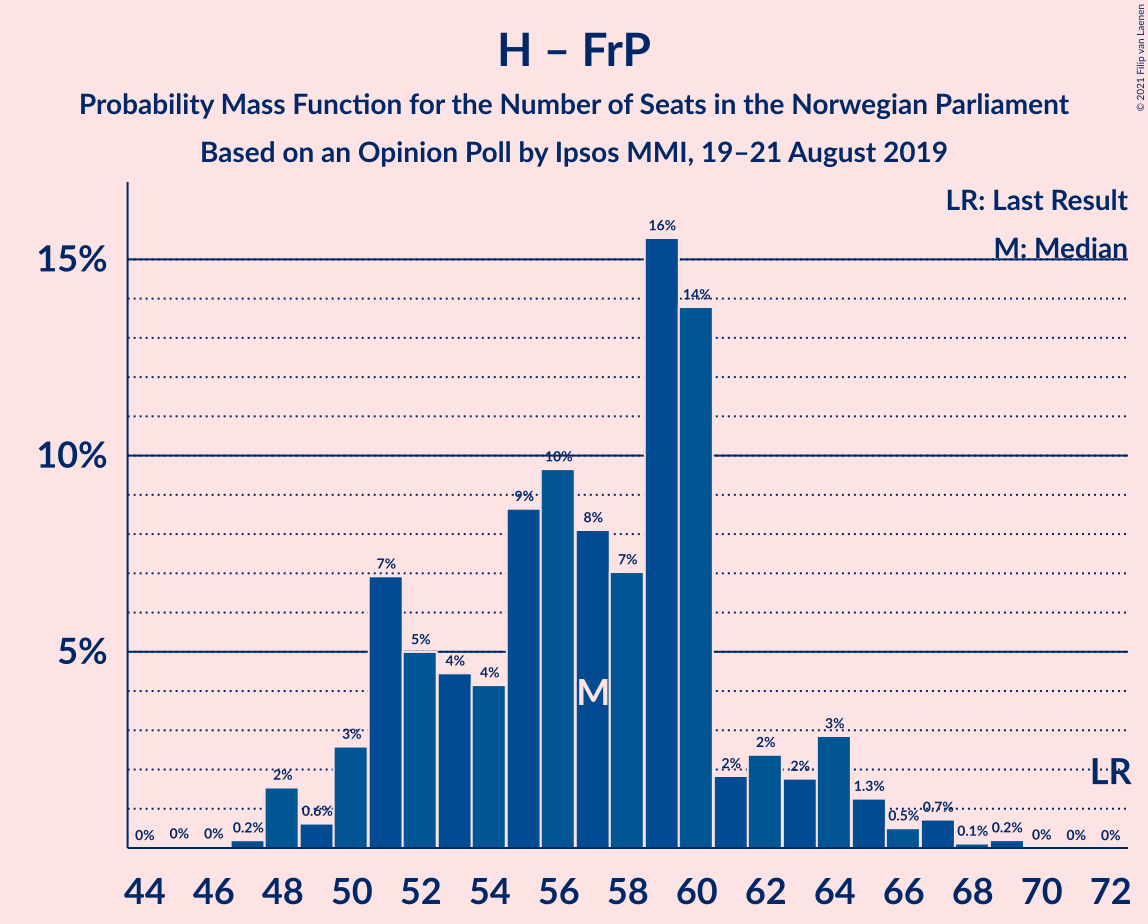 © 2021 Filip van Laenen
H – FrP
Probability Mass Function for the Number of Seats in the Norwegian Parliament
Based on an Opinion Poll by Ipsos MMI, 19–21 August 2019
LR: Last Result
M: Median
15%
10%
5%
0% 0% 0% 0.2% 2% 0.6% 3% 7% 5% 4% 4% 9% 10% 8% 7% 16% 14% 2% 2% 2% 3% 1.3% 0.5% 0.7% 0.1% 0.2% 0% 0% 0%
M
LR
44 46 48 50 52 54 56 58 60 62 64 66 68 70 72